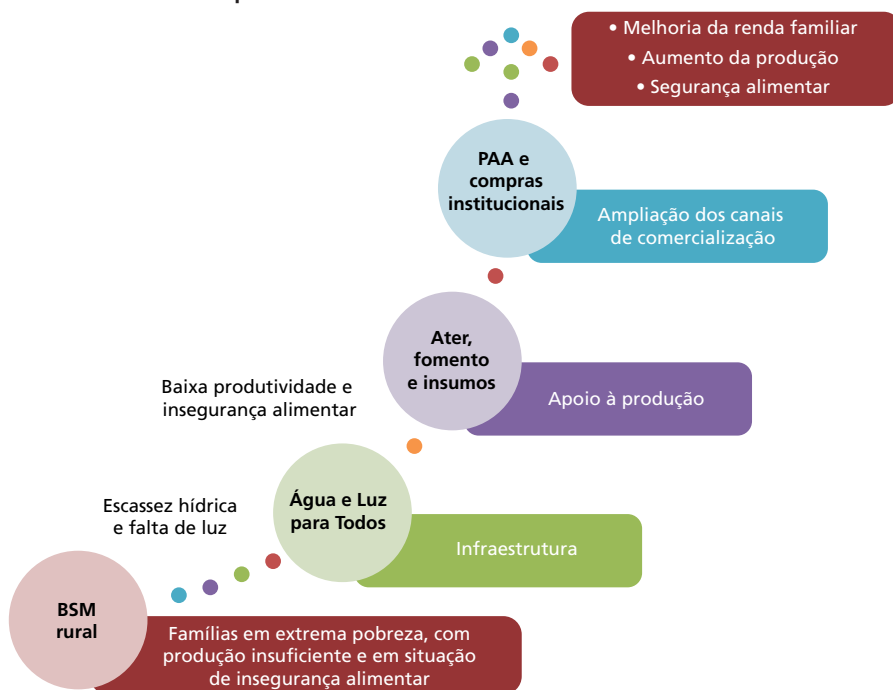 • Melhoria da renda familiar
• Aumento da produção
• Segurança alimentar
PAA e
compras
institucionais
Ampliação dos canais
de comercialização
Ater,
fomento
e insumos
Apoio à produção
Baixa produtividade e
insegurança alimentar
Água e Luz
para Todos
Infraestrutura
Escassez hídrica
e falta de luz
BSM
rural
Famílias em extrema pobreza, com
produção insuficiente e em situação
de insegurança alimentar